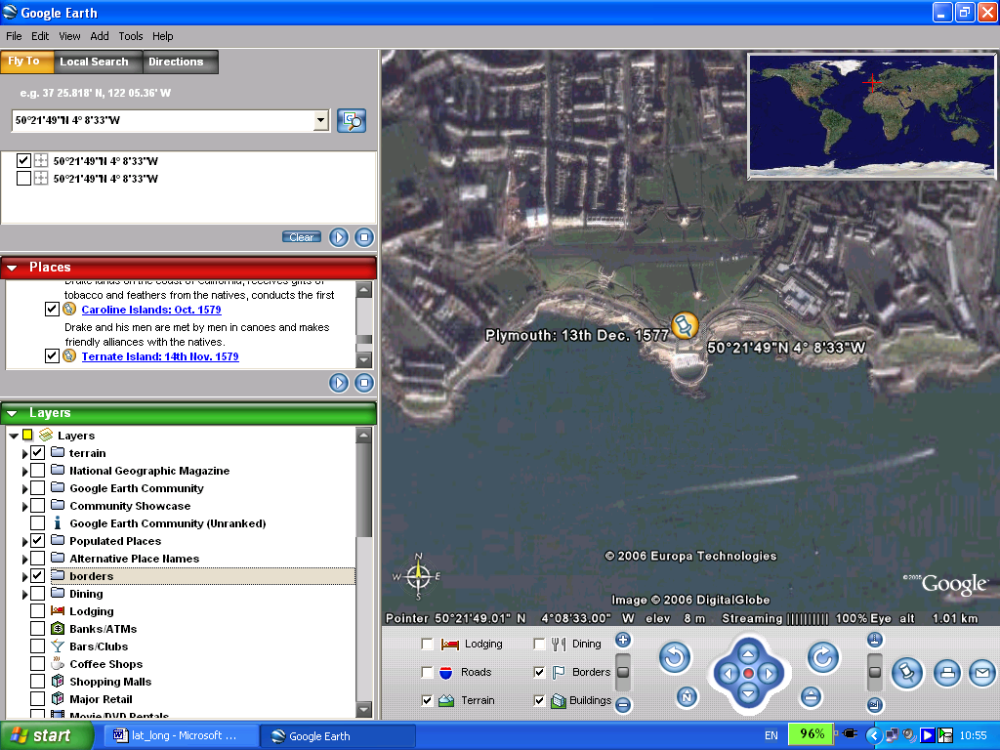 Google Earth
File Edit View Add Tools Help
Fly To Local Search Directions
e.g. 37 25.818' N, 122 05.36' W
50°21'49"N 4° 8'33"W
50°21'49"N 4° 8'33"W
50°21'49"N 4° 8'33"W
Clear
Places
Drake lands on the coast of California, receives gifts of
tobacco and feathers from the natives, conducts the first
Caroline Islands: Oct. 1579
Drake and his men are met by men in canoes and makes
friendly alliances with the natives.
Ternate Island: 14th Nov. 1579
Layers
Layers
terrain
National Geographic Magazine
Google Earth Community
Community Showcase
Google Earth Community (Unranked)
Populated Places
Alternative Place Names
borders
Dining
Lodging
Banks/ATMs
Bars/Clubs
Coffee Shops
Shopping Malls
Major Retail
Movie/DVD Rentals
Plymouth: 13th Dec. 1577
50°21'49"N 4° 8'33"W
© 2006 Europa Technologies
N
W E
S
©2005 Google
Image © 2006 DigitalGlobe
Pointer 50°21'49.01" N 4°08'33.00" W elev 8 m Streaming |||||||||| 100% Eye alt 1.01 km
Lodging Dining
Roads Borders
Terrain Buildings
N
start lat_long - Microsoft ... Google Earth EN 96% 10:55